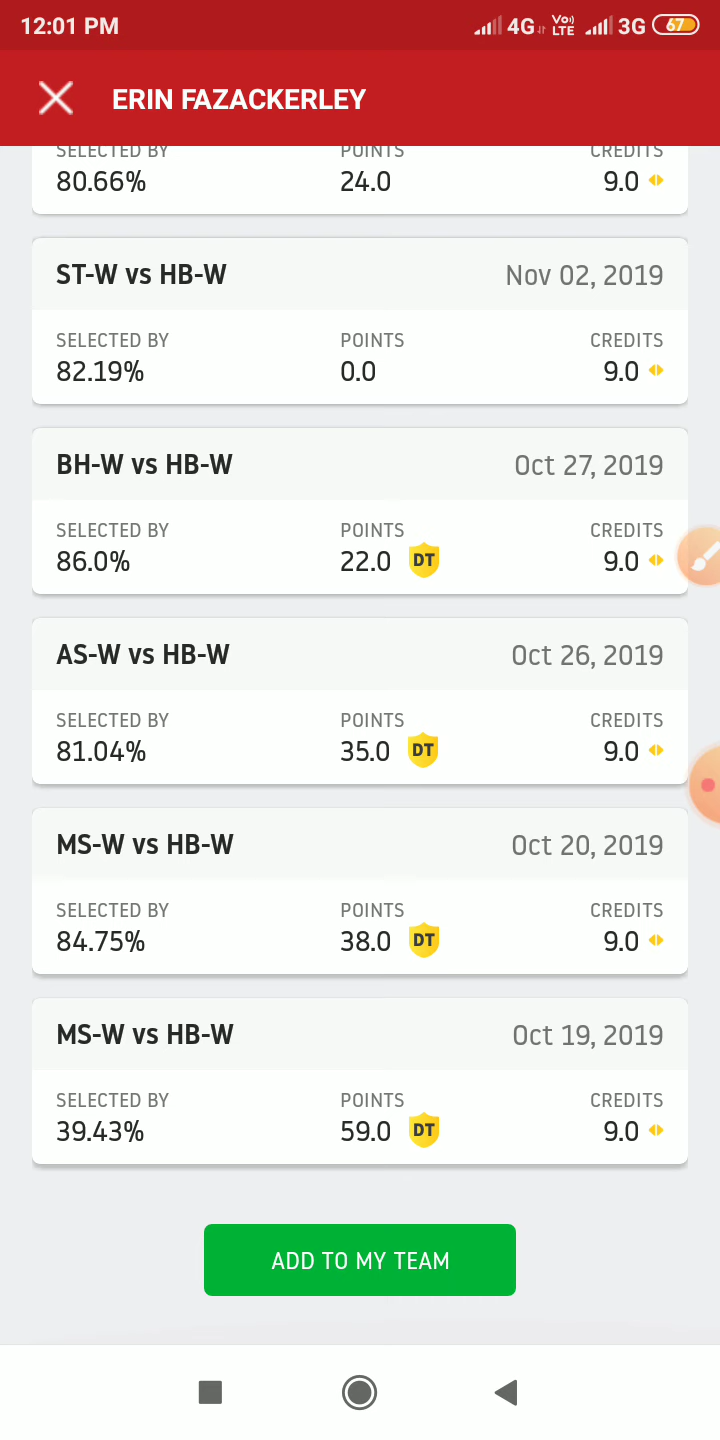 12:01 PM 4G Vo) LTE 3G 67
ERIN FAZACKERLEY
SELECTED BY POINTS CREDITS
80.66% 24.0 9.0
ST-W vs HB-W Nov 02, 2019
SELECTED BY POINTS CREDITS
82.19% 0.0 9.0
BH-W vs HB-W Oct 27, 2019
SELECTED BY POINTS CREDITS
86.0% 22.0 DT 9.0
AS-W vs HB-W Oct 26, 2019
SELECTED BY POINTS CREDITS
81.04% 35.0 DT 9.0
MS-W vs HB-W Oct 20, 2019
SELECTED BY POINTS CREDITS
84.75% 38.0 DT 9.0
MS-W vs HB-W Oct 19, 2019
SELECTED BY POINTS CREDITS
39.43% 59.0 DT 9.0
ADD TO MY TEAM